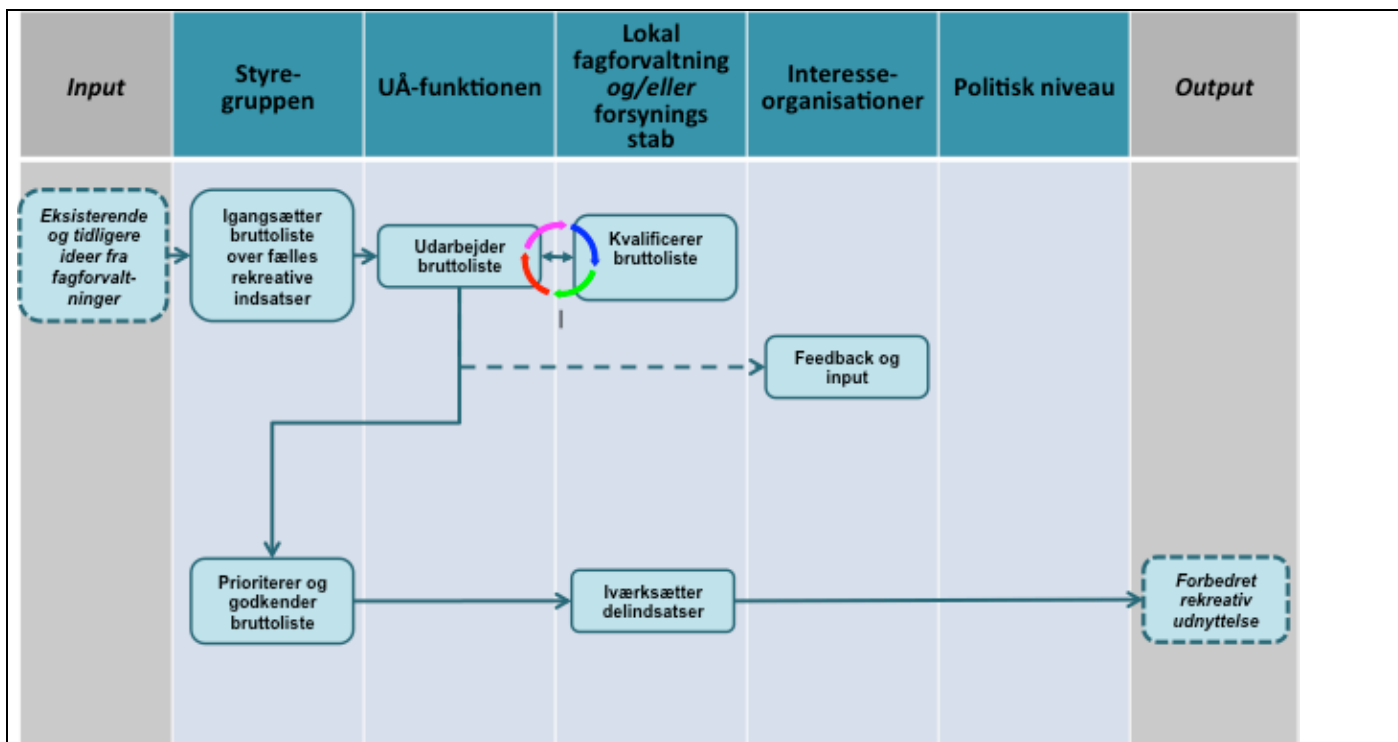 Input
Styre-
gruppen
UÅ-funktionen
Lokal
fagforvaltning
og/eller
forsynings
stab
Interesse-
organisationer
Politisk niveau
Output
Eksisterende
og tidligere
ideer fra
fagforvalt-
ninger
Igangsætter
bruttoliste
over fælles
rekreative
indsatser
Udarbejder
bruttoliste
Kvalificerer
bruttoliste
Feedback og
input
Prioriterer og
godkender
bruttoliste
Iværksætter
delindsatser
Forbedret
rekreativ
udnyttelse